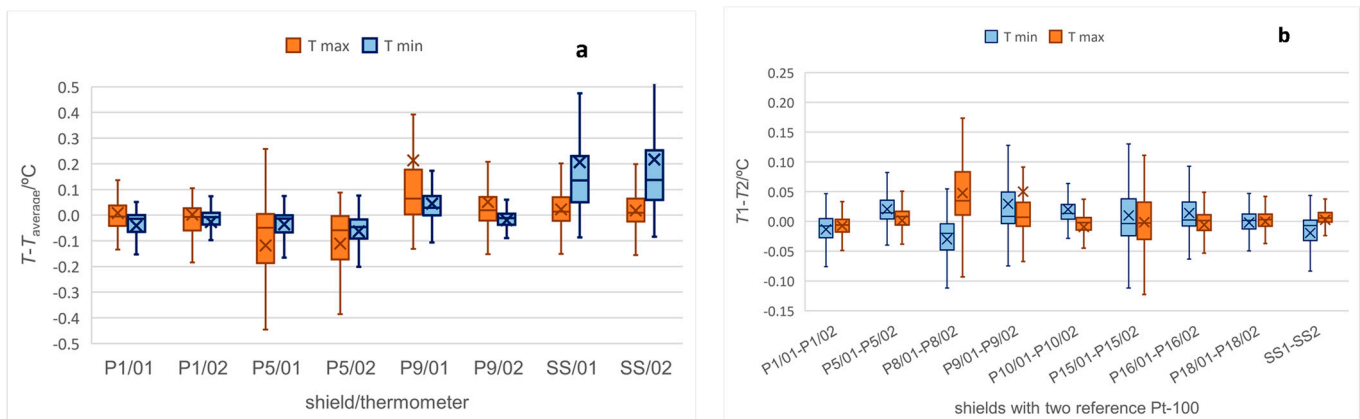 T max T min
a
T-Taverage/ºC
0.5
0.4
0.3
0.2
0.1
0.0
-0.1
-0.2
-0.3
-0.4
-0.5
P1/01 P1/02 P5/01 P5/02 P9/01 P9/02 SS/01 SS/02
shield/thermometer
T min T max
b
T1-T2/ºC
0.25
0.20
0.15
0.10
0.05
0.00
-0.05
-0.10
-0.15
P1/01-P1/02 P5/01-P5/02 P8/01-P8/02 P9/01-P9/02 P10/01-P10/02 P15/01-P15/02 P16/01-P16/02 P18/01-P18/02 SS1-SS2
shields with two reference Pt-100